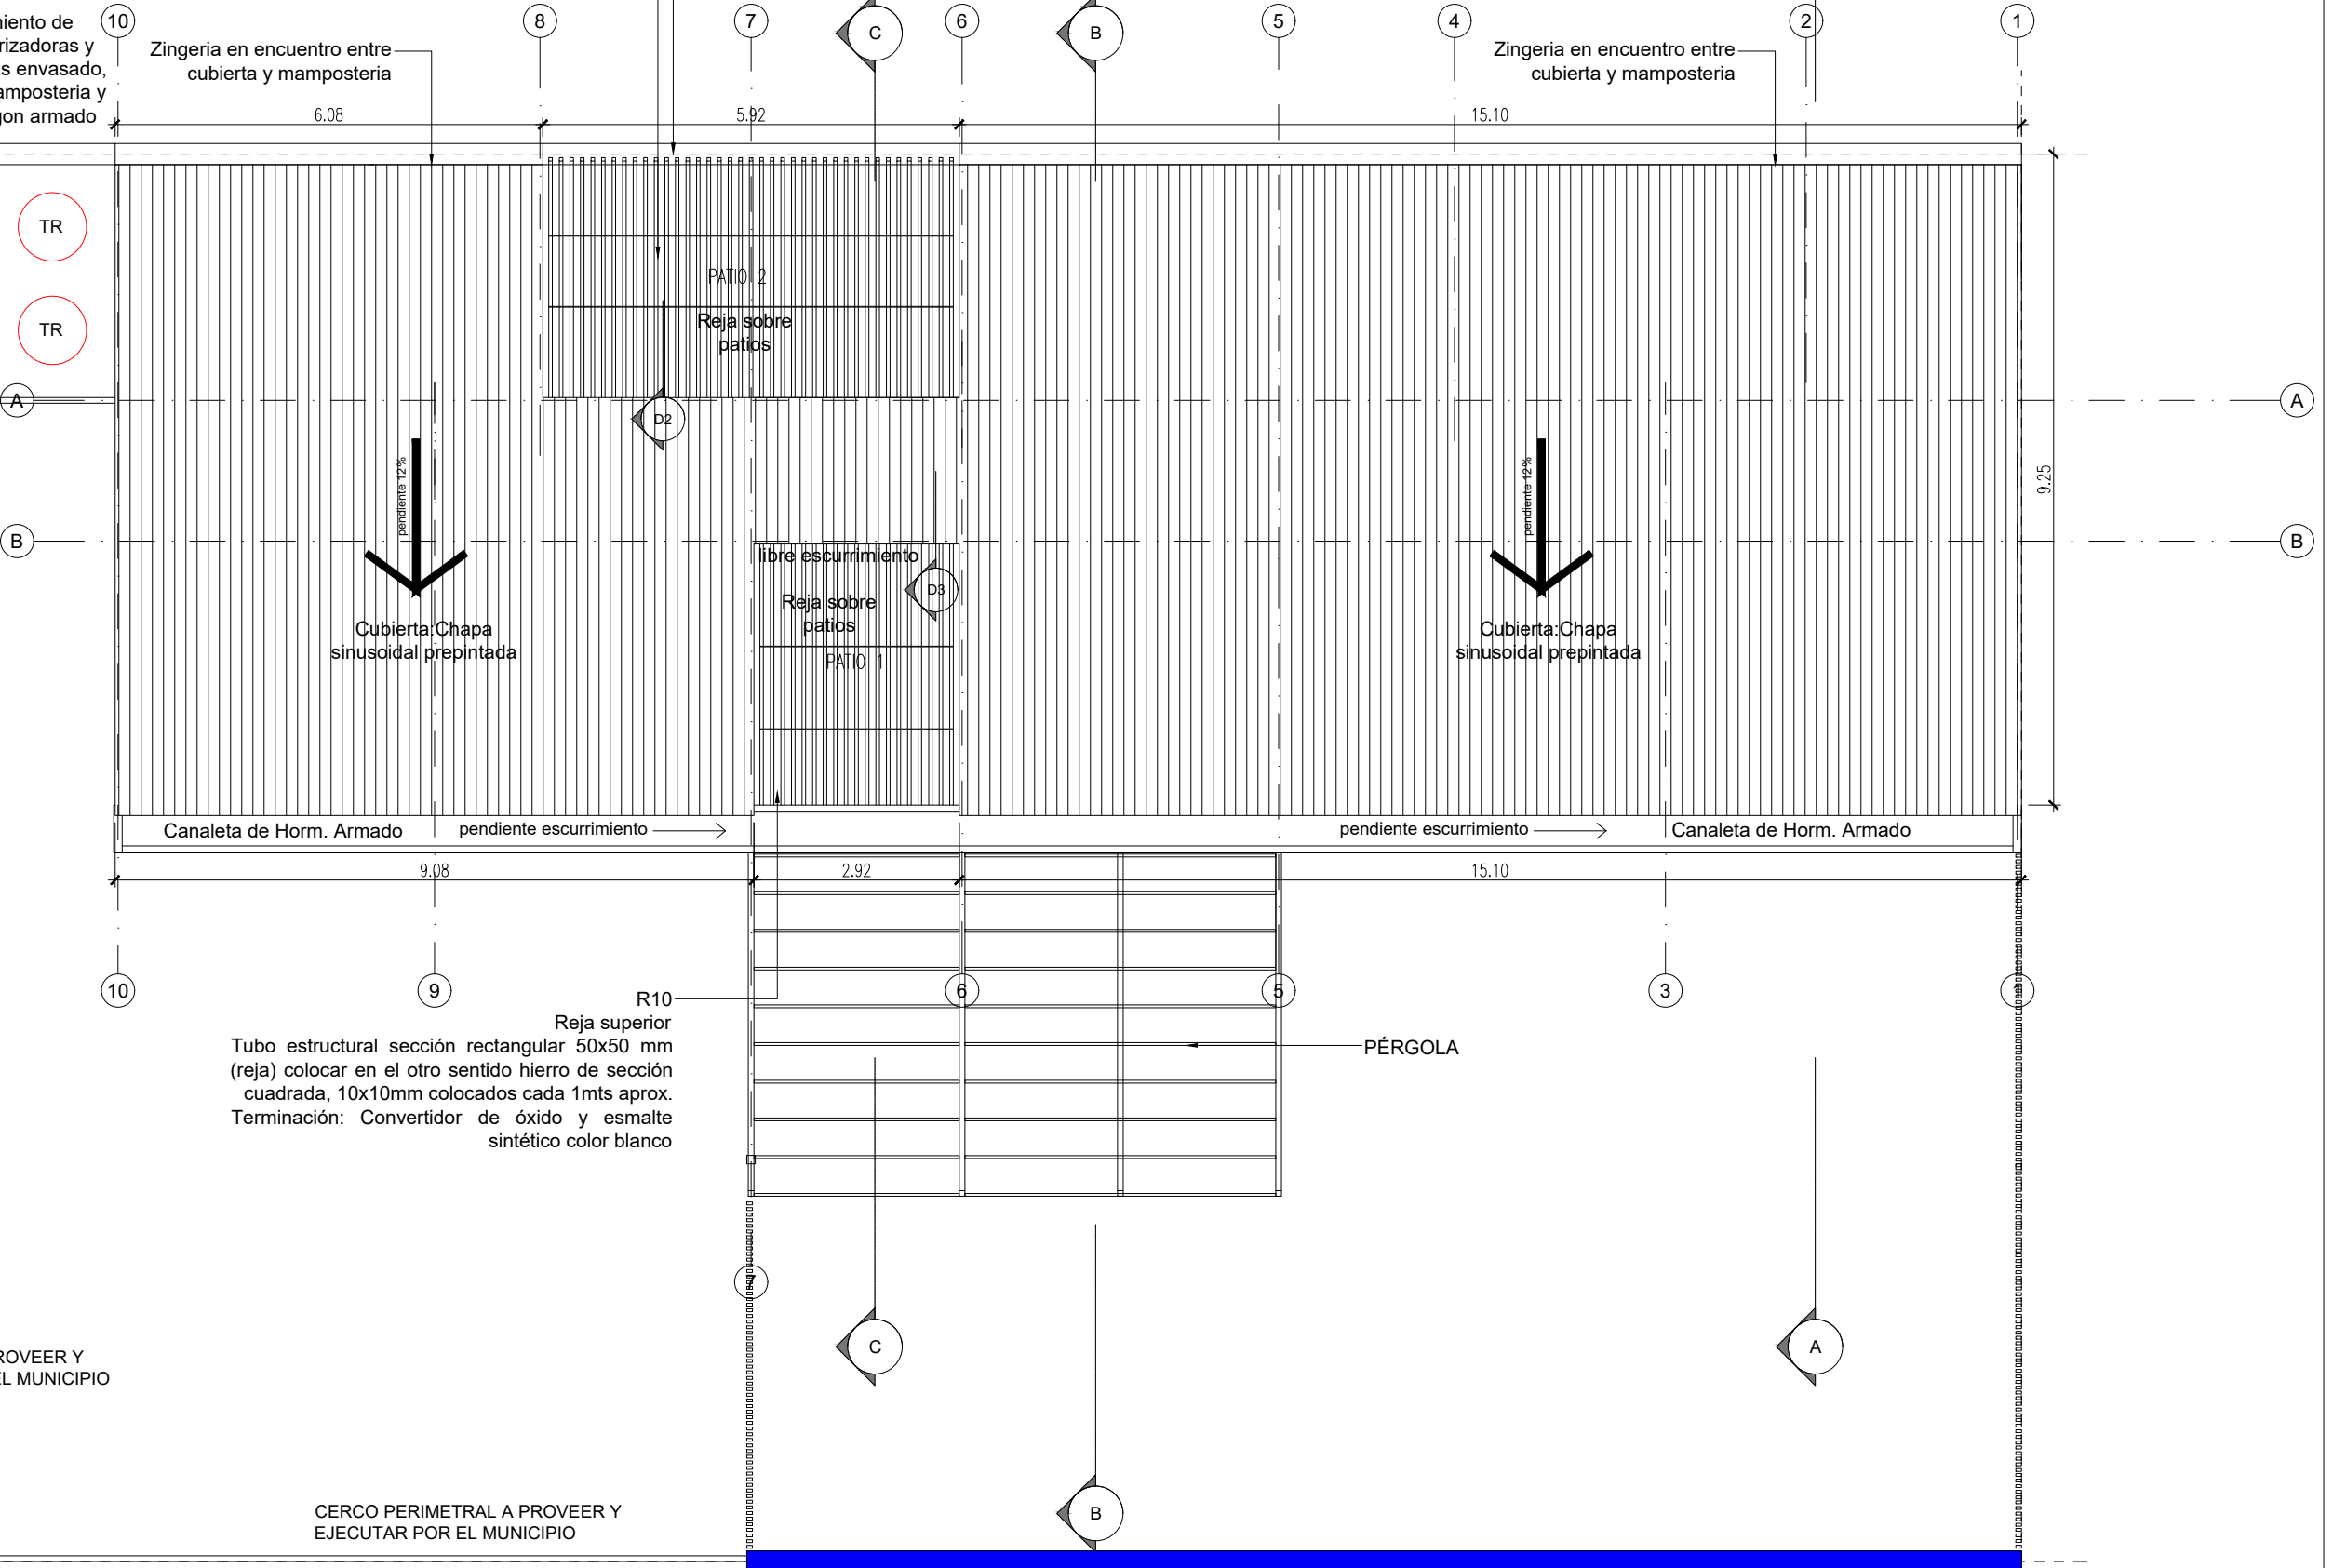 10
8
7
6
5
4
2
1
C
B
Zingeria en encuentro entre
cubierta y mamposteria
Zingeria en encuentro entre
cubierta y mamposteria
s envasado,
armado
6.08
5.92
15.10
TR
TR
PATIO 2
Reja sobre
patios
A
D2
A
pendiente 12%
pendiente 12%
9.25
B
B
libre escurrimiento
D3
Reja sobre
patios
PATIO 1
Cubierta:Chapa
sinusoidal prepintada
Cubierta:Chapa
sinusoidal prepintada
Canaleta de Horm. Armado
pendiente escurrimiento
pendiente escurrimiento
Canaleta de Horm. Armado
9.08
2.92
15.10
10
9
6
5
3
1
R10
Reja superior
Tubo estructural sección rectangular 50x50 mm
(reja) colocar en el otro sentido hierro de sección
cuadrada, 10x10mm colocados cada 1mts aprox.
Terminación: Convertidor de óxido y esmalte
sintético color blanco
PÉRGOLA
7
C
A
ROVEER Y
EL MUNICIPIO
B
CERCO PERIMETRAL A PROVEER Y
EJECUTAR POR EL MUNICIPIO